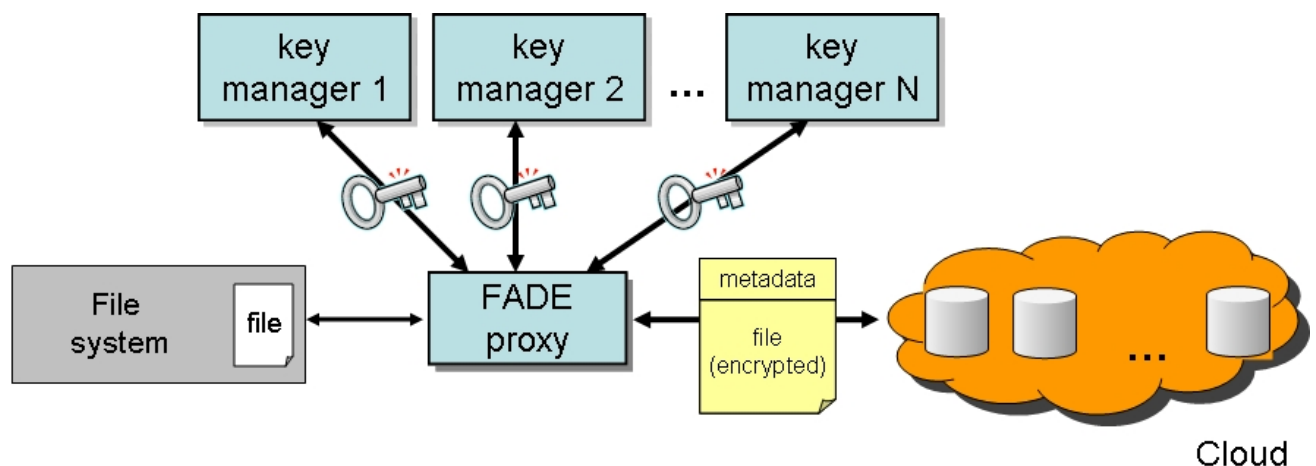 key
manager 1
key
manager 2
...
key
manager N
File
system
file
FADE
proxy
metadata
file
(encrypted)
...
Cloud